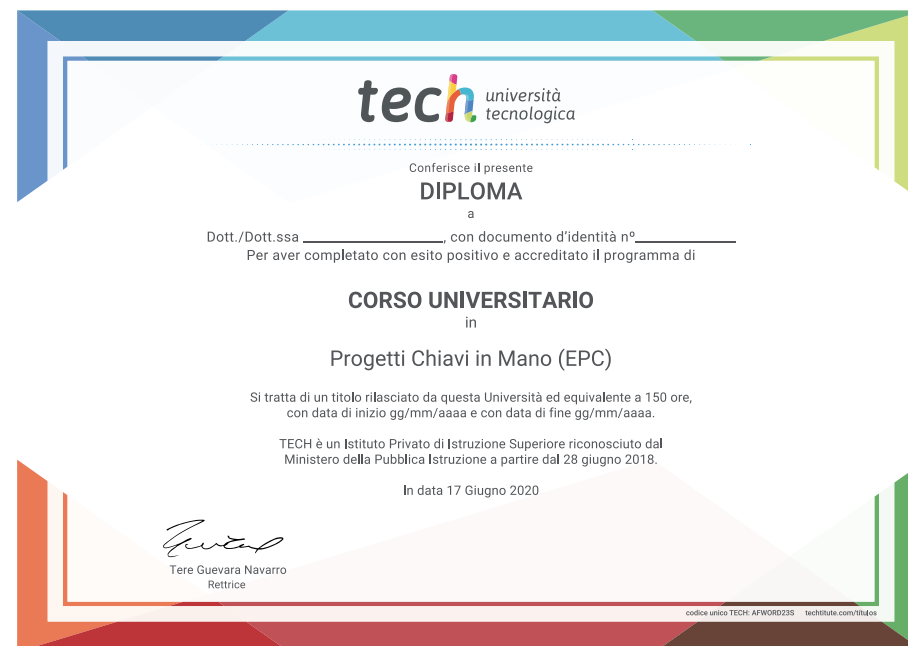 tech università
tecnologica
Conferisce il presente
DIPLOMA
a
Dott./Dott.ssa ____________________, con documento d'identità nº______________
Per aver completato con esito positivo e accreditato il programma di
CORSO UNIVERSITARIO
in
Progetti Chiavi in Mano (EPC)
Si tratta di un titolo rilasciato da questa Università ed equivalente a 150 ore,
con data di inizio gg/mm/aaaa e con data di fine gg/mm/aaaa.
TECH è un Istituto Privato di Istruzione Superiore riconosciuto dal
Ministero della Pubblica Istruzione a partire dal 28 giugno 2018.
In data 17 Giugno 2020
Tere Guevara Navarro
Rettrice
codice unico TECH: AFWORD23S techtitute.com/titulos